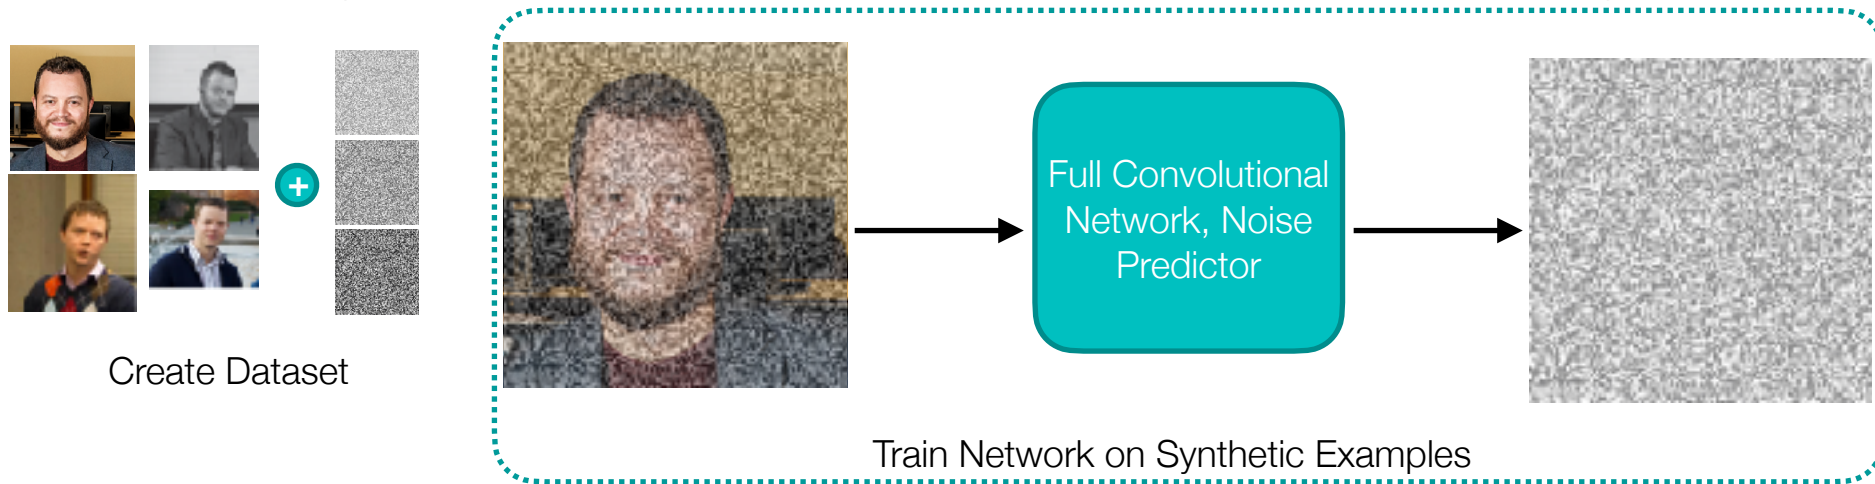 +
Create Dataset
Full Convolutional
Network, Noise
Predictor
Train Network on Synthetic Examples